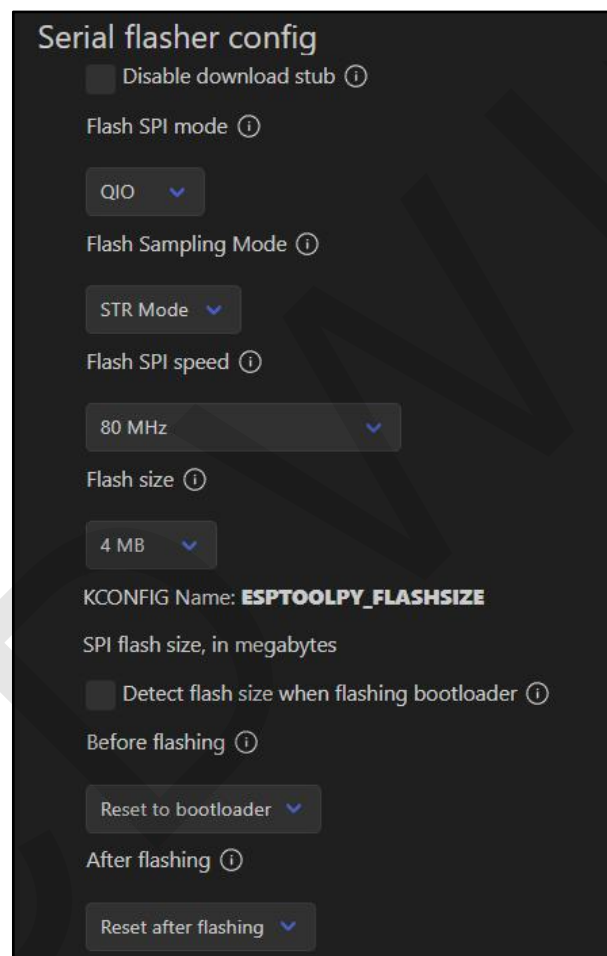 Serial flasher config
Disable download stub
Flash SPI mode
QIO
Flash Sampling Mode
STR Mode
Flash SPI speed
80 MHz
Flash size
4 MB
KCONFIG Name: ESPTOOLPY_FLASHSIZE
SPI flash size, in megabytes
Detect flash size when flashing bootloader
Before flashing
Reset to bootloader
After flashing
Reset after flashing